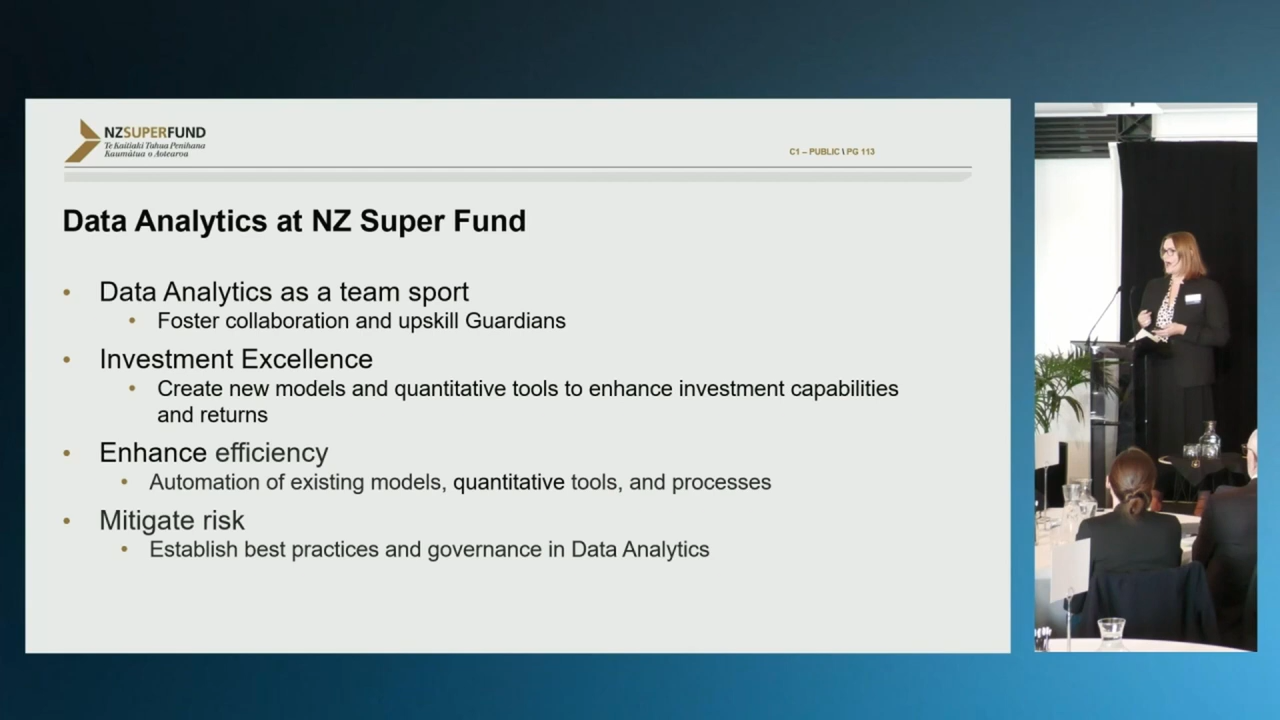 NZSUPERFUND
Te Kaitiaki Tahua Penihana
Kaumātua o Aotearoa
C1 – PUBLIC \ PG 113
Data Analytics at NZ Super Fund
• Data Analytics as a team sport
• Foster collaboration and upskill Guardians
• Investment Excellence
• Create new models and quantitative tools to enhance investment capabilities
and returns
• Enhance efficiency
• Automation of existing models, quantitative tools, and processes
• Mitigate risk
• Establish best practices and governance in Data Analytics